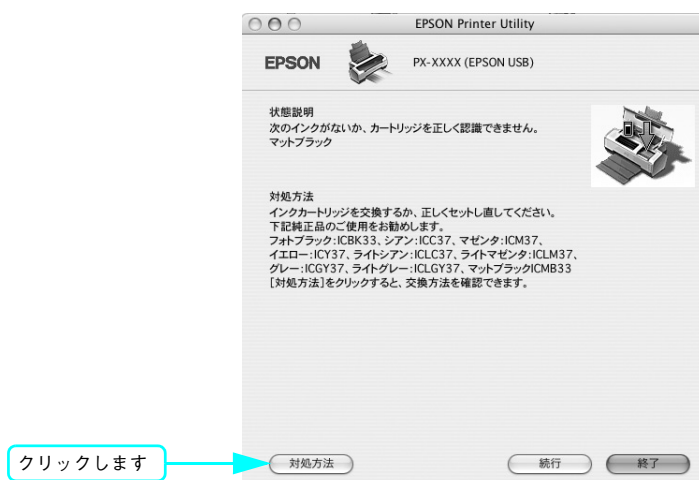 EPSON Printer Utility
EPSON
PX-XXXX (EPSON USB)
状態説明
次のインクがないか、カートリッジを正しく認識できません。
マットブラック
対処方法
インクカートリッジを交換するか、正しくセットし直してください。
下記純正品のご使用をお勧めします。
フォトブラック:ICBK33、シアン:ICC37、マゼンタ:ICM37、
イエロー:ICY37、ライトシアン:ICLC37、ライトマゼンタ:ICLM37、
グレー:ICGY37、ライトグレー:ICLGY37、マットブラックICMB33
[対処方法]をクリックすると、交換方法を確認できます。
クリックします
対処方法
続行
終了